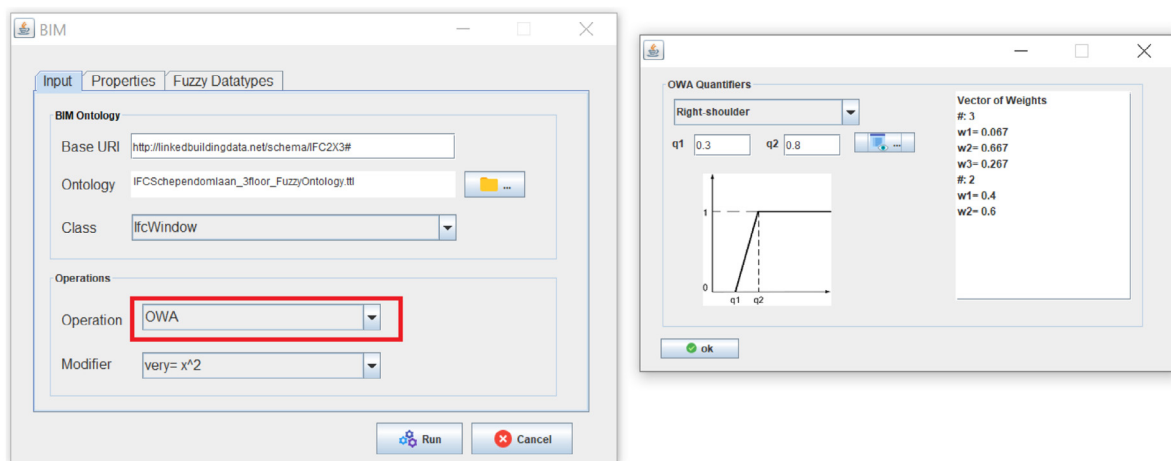 BIM
Input Properties Fuzzy Datatypes
BIM Ontology
Base URI http://linkedbuildingdata.net/schema/IFC2X3#
Ontology IFCSchependomlaan_3floor_FuzzyOntology.ttl ...
Class IfcWindow
Operations
Operation OWA
Modifier very= x^2
Run Cancel
OWA Quantifiers
Right-shoulder
q1 0.3 q2 0.8 ...
1
0
q1 q2
Vector of Weights
#: 3
w1= 0.067
w2= 0.667
w3= 0.267
#: 2
w1= 0.4
w2= 0.6
ok